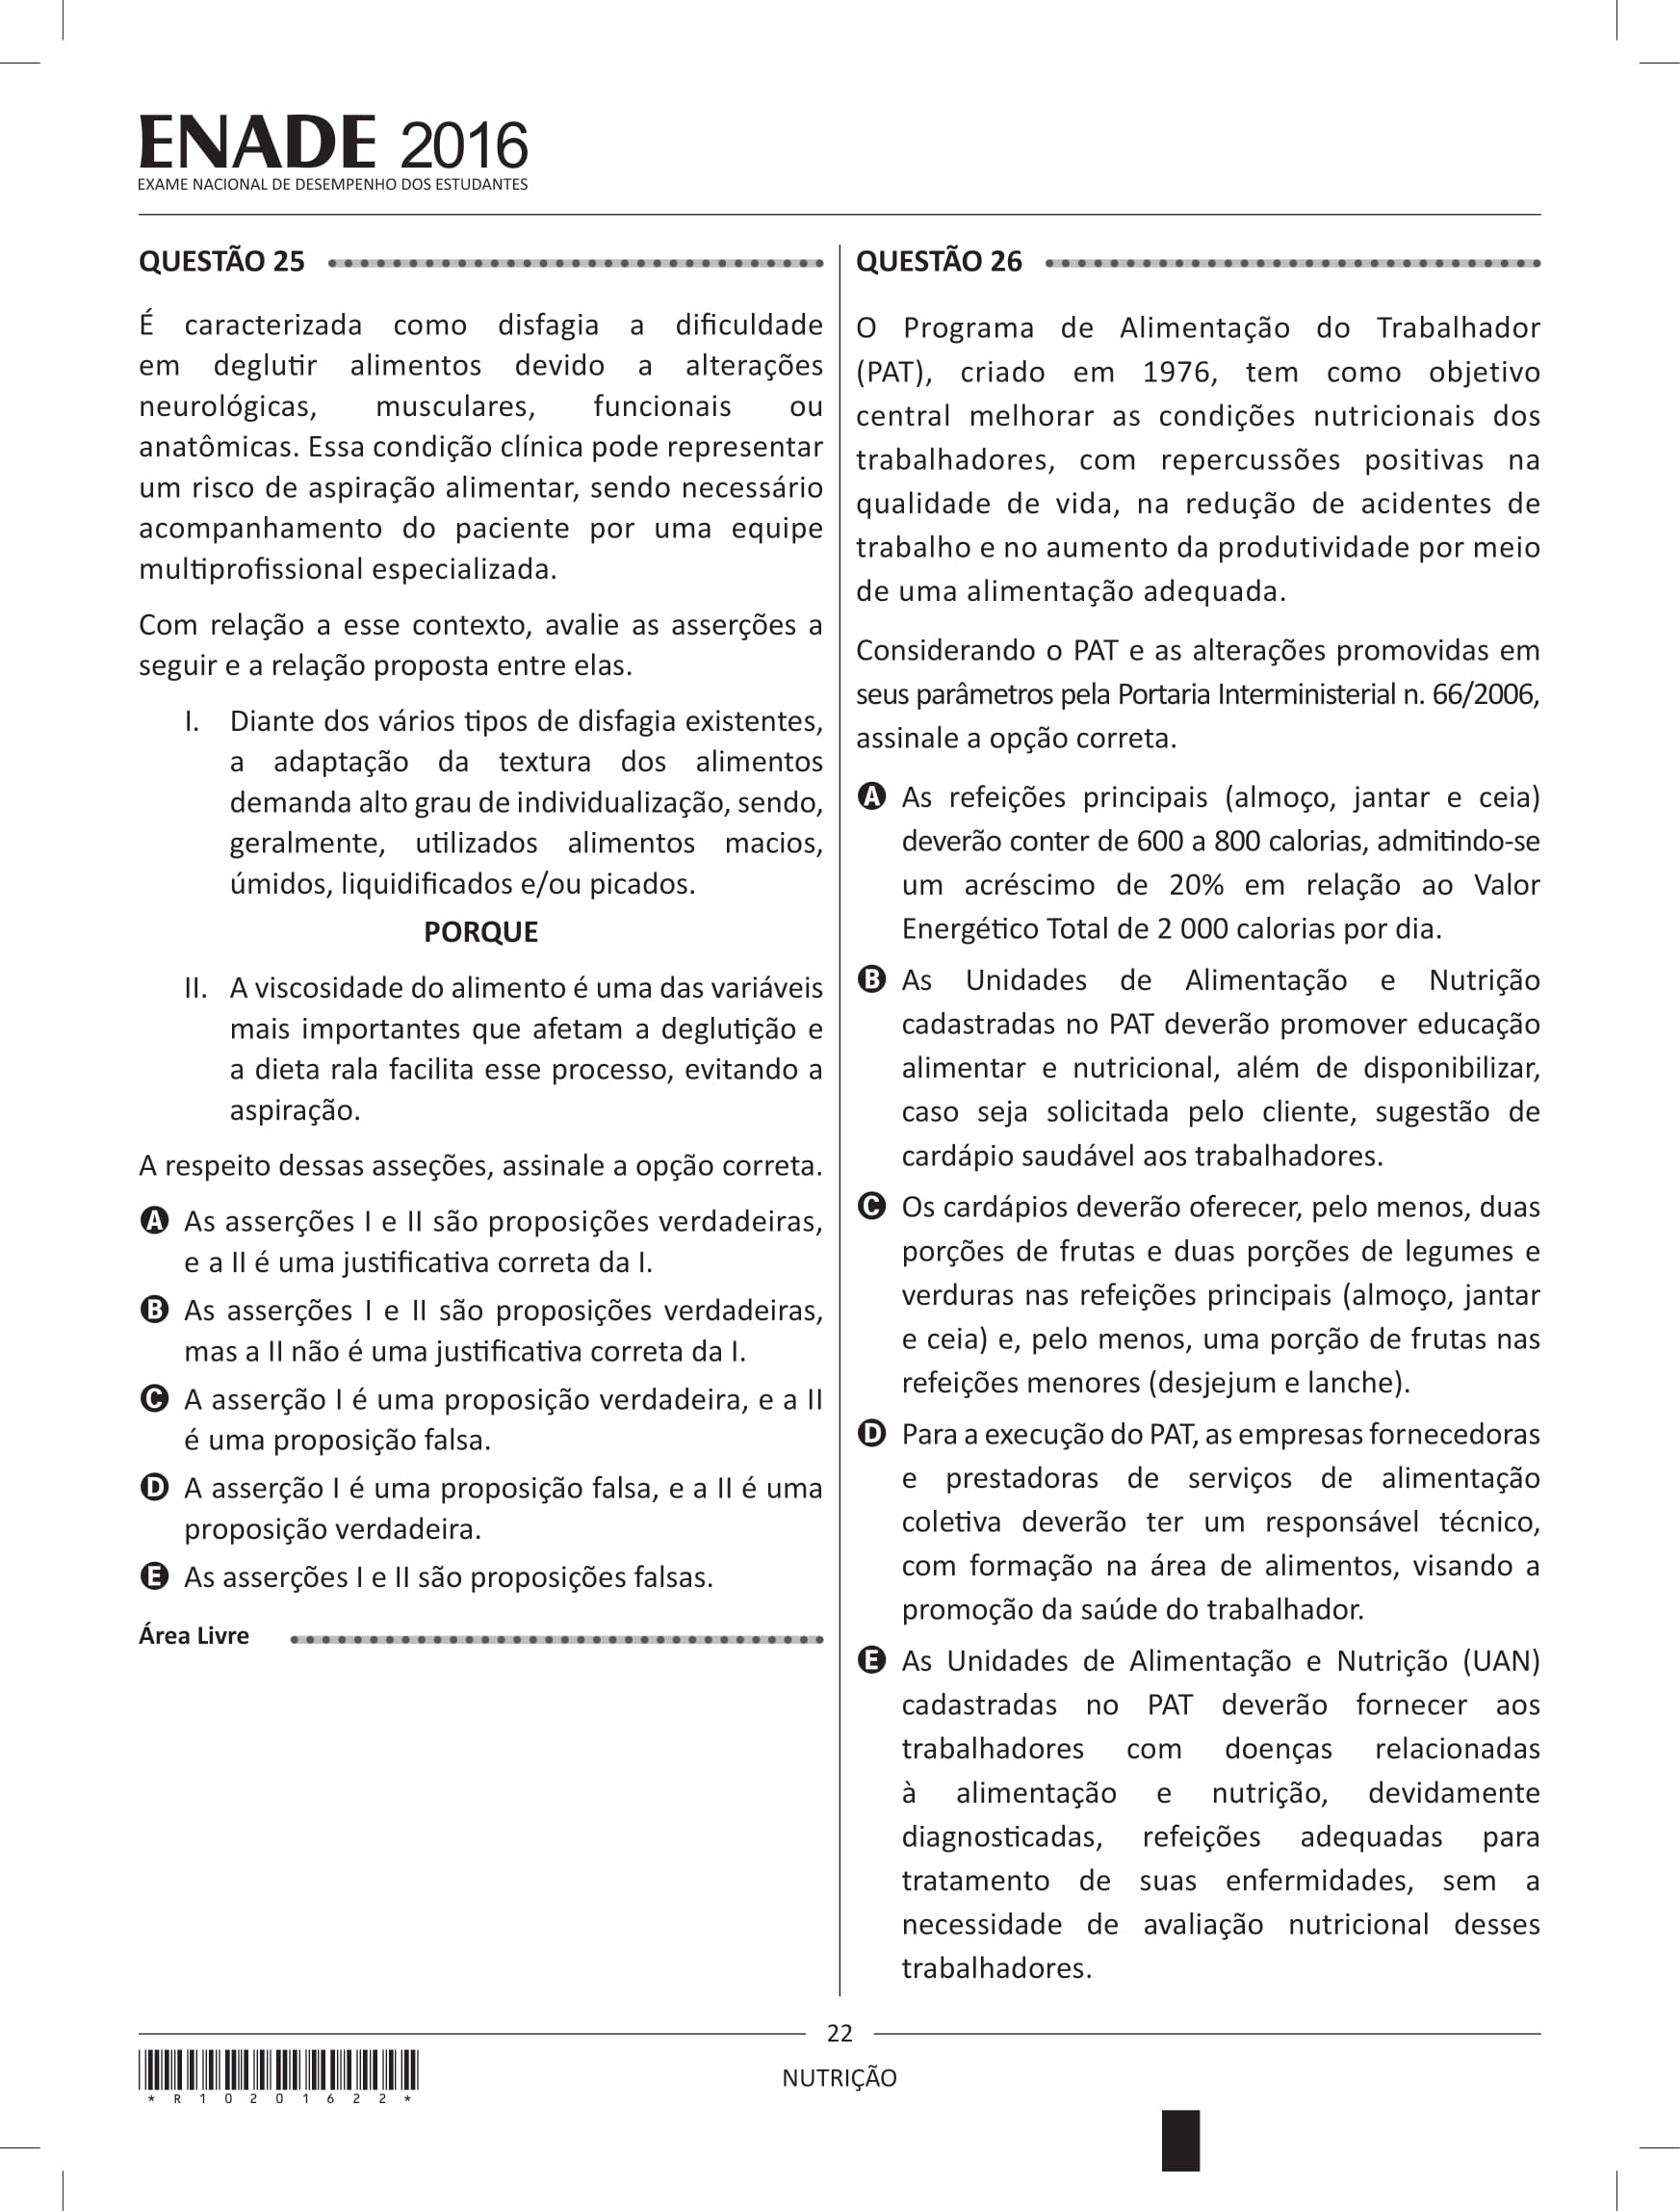 ENADE 2016
EXAME NACIONAL DE DESEMPENHO DOS ESTUDANTES
QUESTÃO 25
É caracterizada como disfagia a dificuldade
em deglutir alimentos devido a alterações
neurológicas, musculares, funcionais ou
anatômicas. Essa condição clínica pode representar
um risco de aspiração alimentar, sendo necessário
acompanhamento do paciente por uma equipe
multiprofissional especializada.
Com relação a esse contexto, avalie as asserções a
seguir e a relação proposta entre elas.
I. Diante dos vários tipos de disfagia existentes,
a adaptação da textura dos alimentos
demanda alto grau de individualização, sendo,
geralmente, utilizados alimentos macios,
úmidos, liquidificados e/ou picados.
PORQUE
II. A viscosidade do alimento é uma das variáveis
mais importantes que afetam a deglutição e
a dieta rala facilita esse processo, evitando a
aspiração.
A respeito dessas asseções, assinale a opção correta.
A As asserções I e II são proposições verdadeiras,
e a II é uma justificativa correta da I.
B As asserções I e II são proposições verdadeiras,
mas a II não é uma justificativa correta da I.
C A asserção I é uma proposição verdadeira, e a II
é uma proposição falsa.
D A asserção I é uma proposição falsa, e a II é uma
proposição verdadeira.
E As asserções I e II são proposições falsas.
Área Livre
QUESTÃO 26
O Programa de Alimentação do Trabalhador
(PAT), criado em 1976, tem como objetivo
central melhorar as condições nutricionais dos
trabalhadores, com repercussões positivas na
qualidade de vida, na redução de acidentes de
trabalho e no aumento da produtividade por meio
de uma alimentação adequada.
Considerando o PAT e as alterações promovidas em
seus parâmetros pela Portaria Interministerial n. 66/2006,
assinale a opção correta.
A As refeições principais (almoço, jantar e ceia)
deverão conter de 600 a 800 calorias, admitindo-se
um acréscimo de 20% em relação ao Valor
Energético Total de 2 000 calorias por dia.
B As Unidades de Alimentação e Nutrição
cadastradas no PAT deverão promover educação
alimentar e nutricional, além de disponibilizar,
caso seja solicitada pelo cliente, sugestão de
cardápio saudável aos trabalhadores.
C Os cardápios deverão oferecer, pelo menos, duas
porções de frutas e duas porções de legumes e
verduras nas refeições principais (almoço, jantar
e ceia) e, pelo menos, uma porção de frutas nas
refeições menores (desjejum e lanche).
D Para a execução do PAT, as empresas fornecedoras
e prestadoras de serviços de alimentação
coletiva deverão ter um responsável técnico,
com formação na área de alimentos, visando a
promoção da saúde do trabalhador.
E As Unidades de Alimentação e Nutrição (UAN)
cadastradas no PAT deverão fornecer aos
trabalhadores com doenças relacionadas
à alimentação e nutrição, devidamente
diagnosticadas, refeições adequadas para
tratamento de suas enfermidades, sem a
necessidade de avaliação nutricional desses
trabalhadores.
22
NUTRIÇÃO
* R 1 0 2 0 1 6 2 2 *